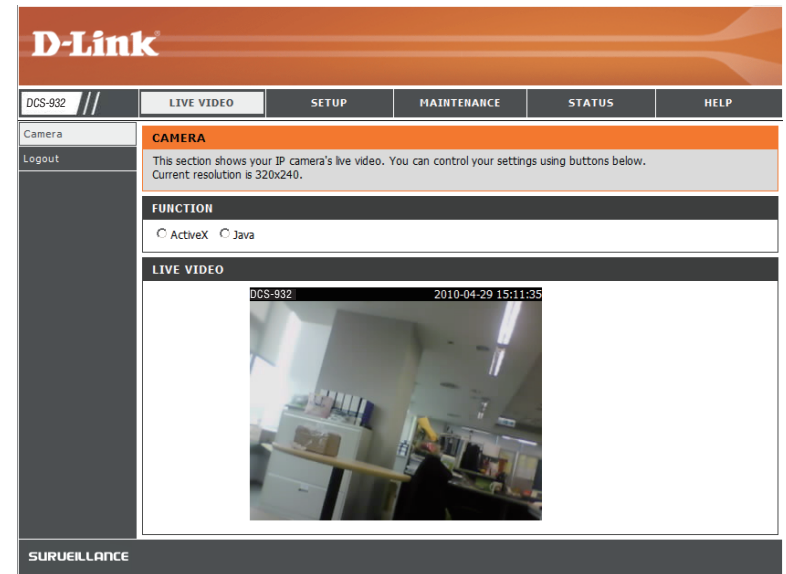 D-Link
DCS-932 // LIVE VIDEO SETUP MAINTENANCE STATUS HELP
Camera
Logout
CAMERA
This section shows your IP camera's live video. You can control your settings using buttons below.
Current resolution is 320x240.
FUNCTION
ActiveX Java
LIVE VIDEO
DCS-932 2010-04-29 15:11:35
SURVEILLANCE